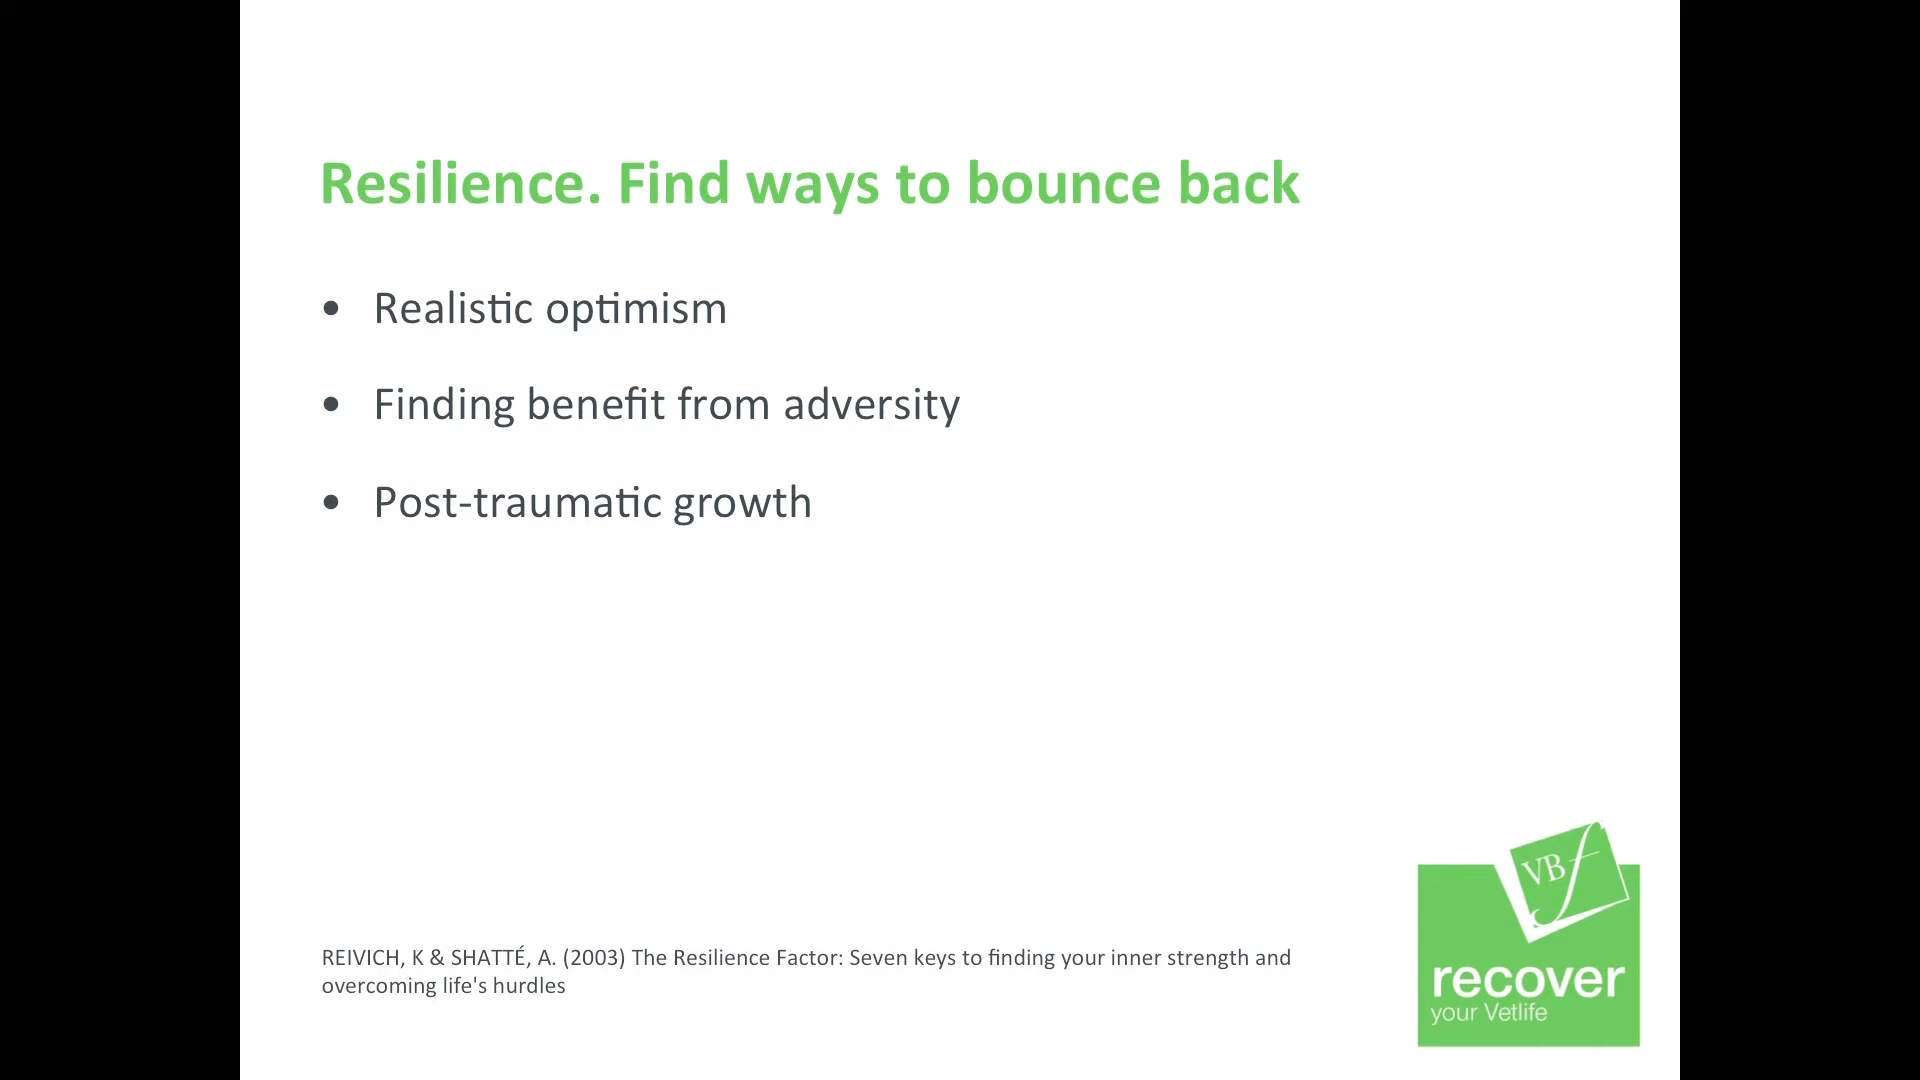 Resilience. Find ways to bounce back
• Realistic optimism
• Finding benefit from adversity
• Post-traumatic growth
REIVICH, K & SHATTÉ, A. (2003) The Resilience Factor: Seven keys to finding your inner strength and
overcoming life's hurdles
VBf
recover
your Vetlife